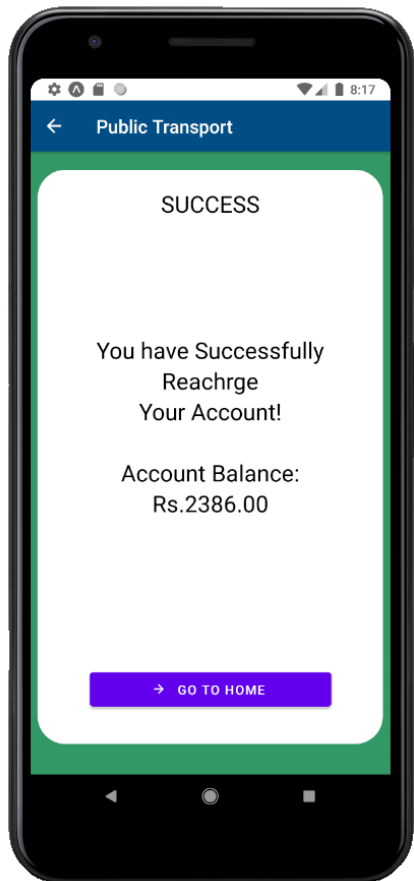 8:17
Public Transport
SUCCESS
You have Successfully
Reachrge
Your Account!
Account Balance:
Rs.2386.00
GO TO HOME